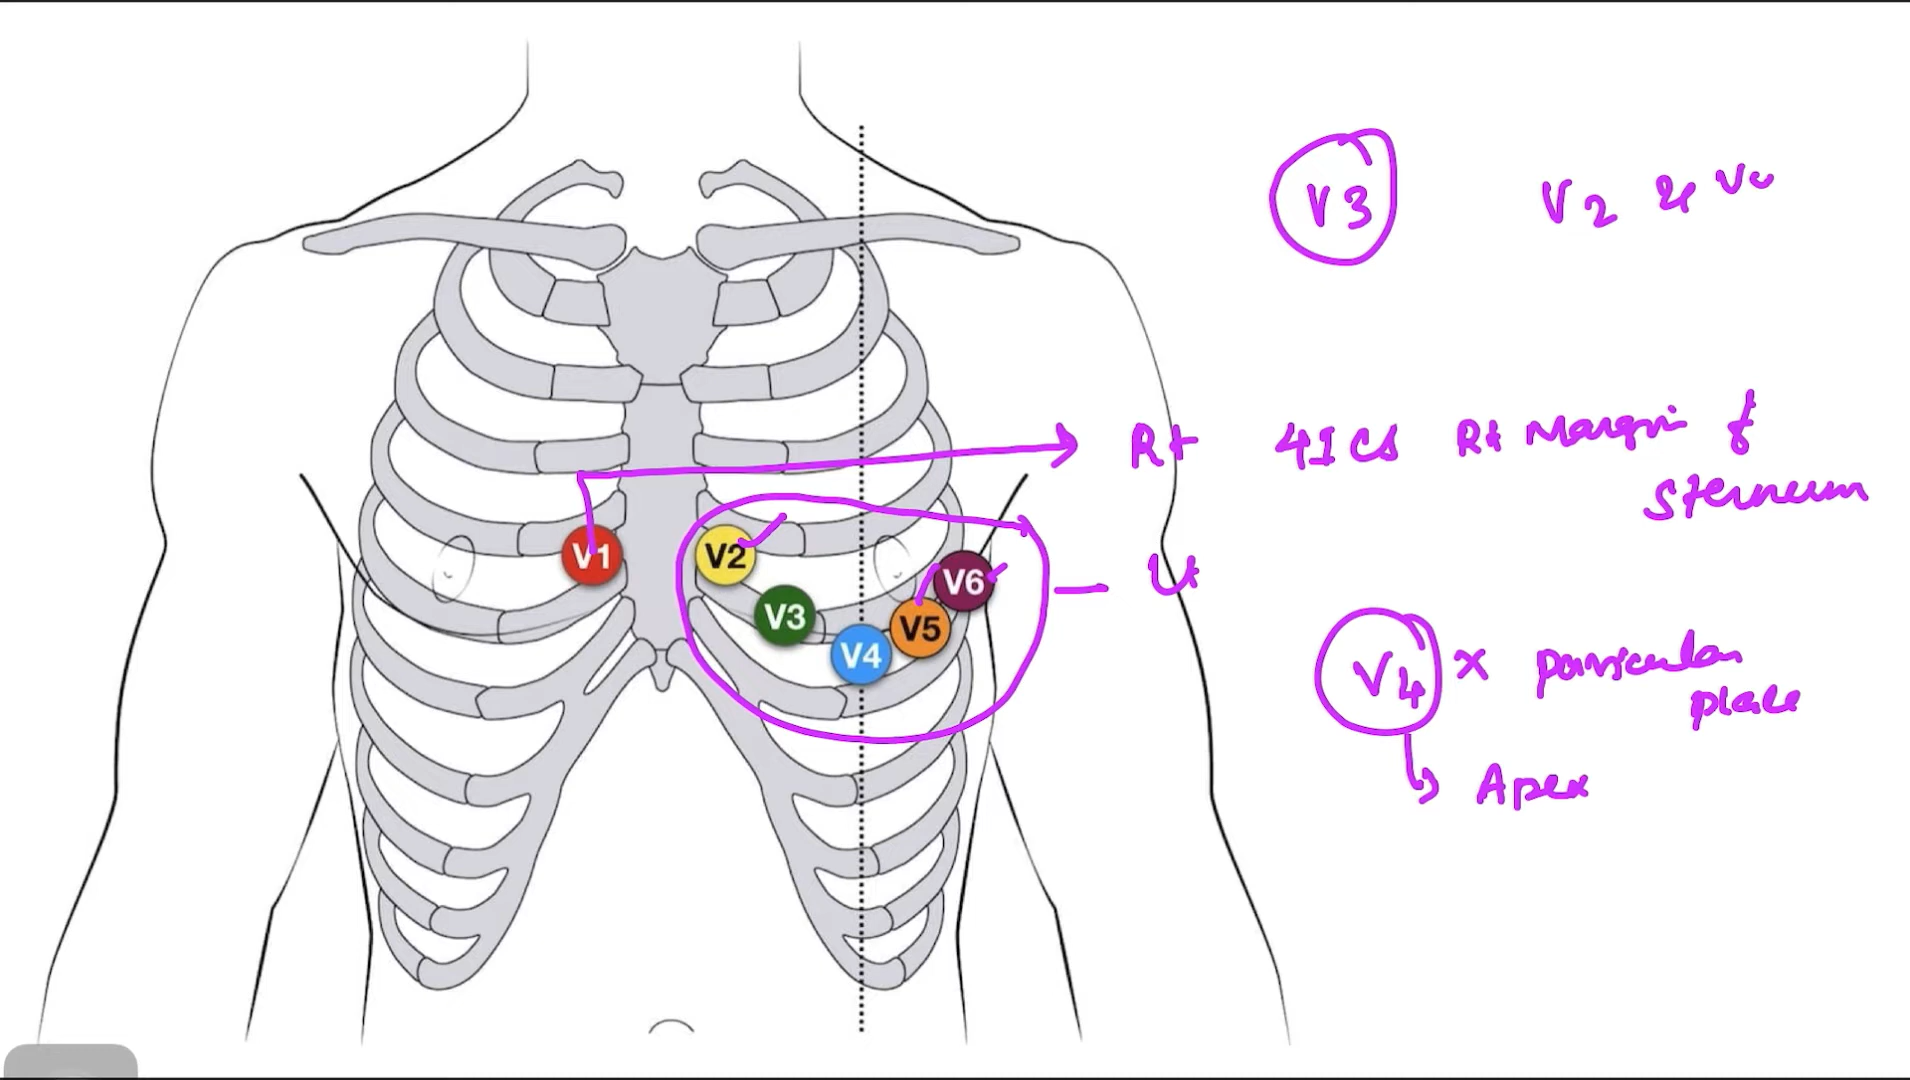 V3
V2 & V
Rt 4ICS Rt Margin of
Sternum
V1
V2
V6
V3
V5
V4
Lt
V4 x particular
place
Apex